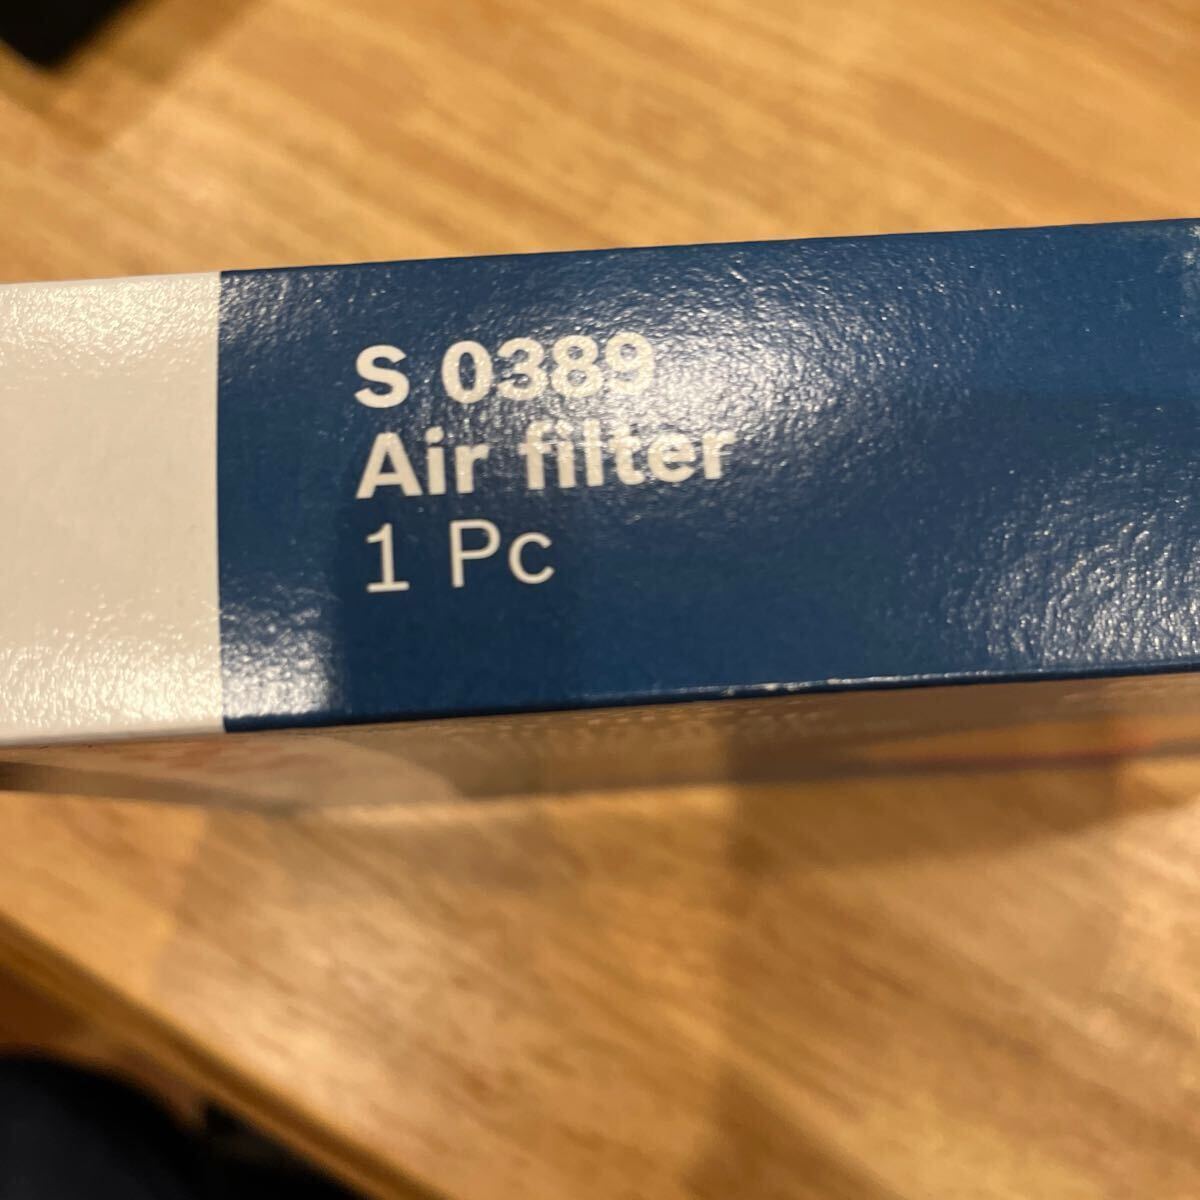 S 0389
Air filter
1 Pc